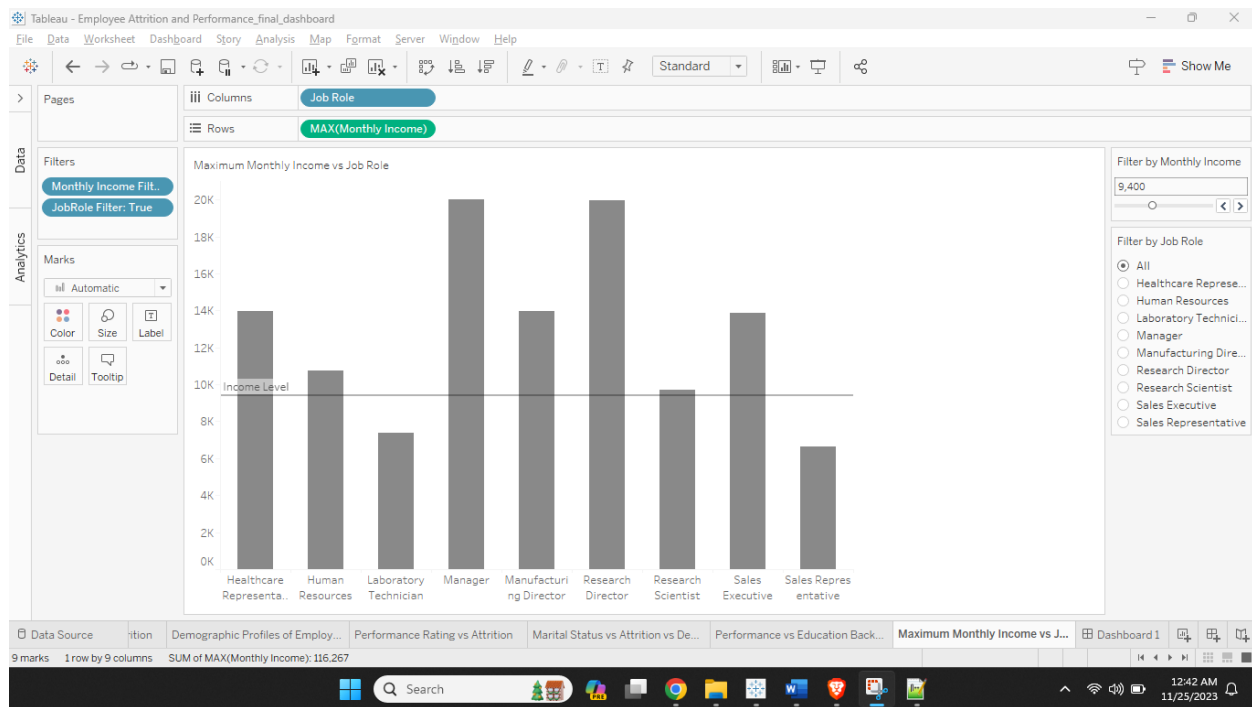 Tableau - Employee Attrition and Performance_final_dashboard
File Data Worksheet Dashboard Story Analysis Map Format Server Window Help
Standard
Show Me
Pages
Columns
Job Role
Rows
MAX(Monthly Income)
Data
Analytics
Filters
Monthly Income Filt..
JobRole Filter: True
Marks
Automatic
Color Size Label
Detail Tooltip
Maximum Monthly Income vs Job Role
20K
18K
16K
14K
12K
10K
8K
6K
4K
2K
0K
Income Level
Healthcare Representa..
Human Resources
Laboratory Technician
Manager
Manufacturi ng Director
Research Director
Research Scientist
Sales Executive
Sales Repres entative
Filter by Monthly Income
9,400
Filter by Job Role
All
Healthcare Represe...
Human Resources
Laboratory Technici...
Manager
Manufacturing Dire...
Research Director
Research Scientist
Sales Executive
Sales Representative
Data Source ition Demographic Profiles of Employ... Performance Rating vs Attrition Marital Status vs Attrition vs De... Performance vs Education Back... Maximum Monthly Income vs J... Dashboard 1
9 marks 1 row by 9 columns SUM of MAX(Monthly Income): 116,267
Search
PRE
12:42 AM
11/25/2023